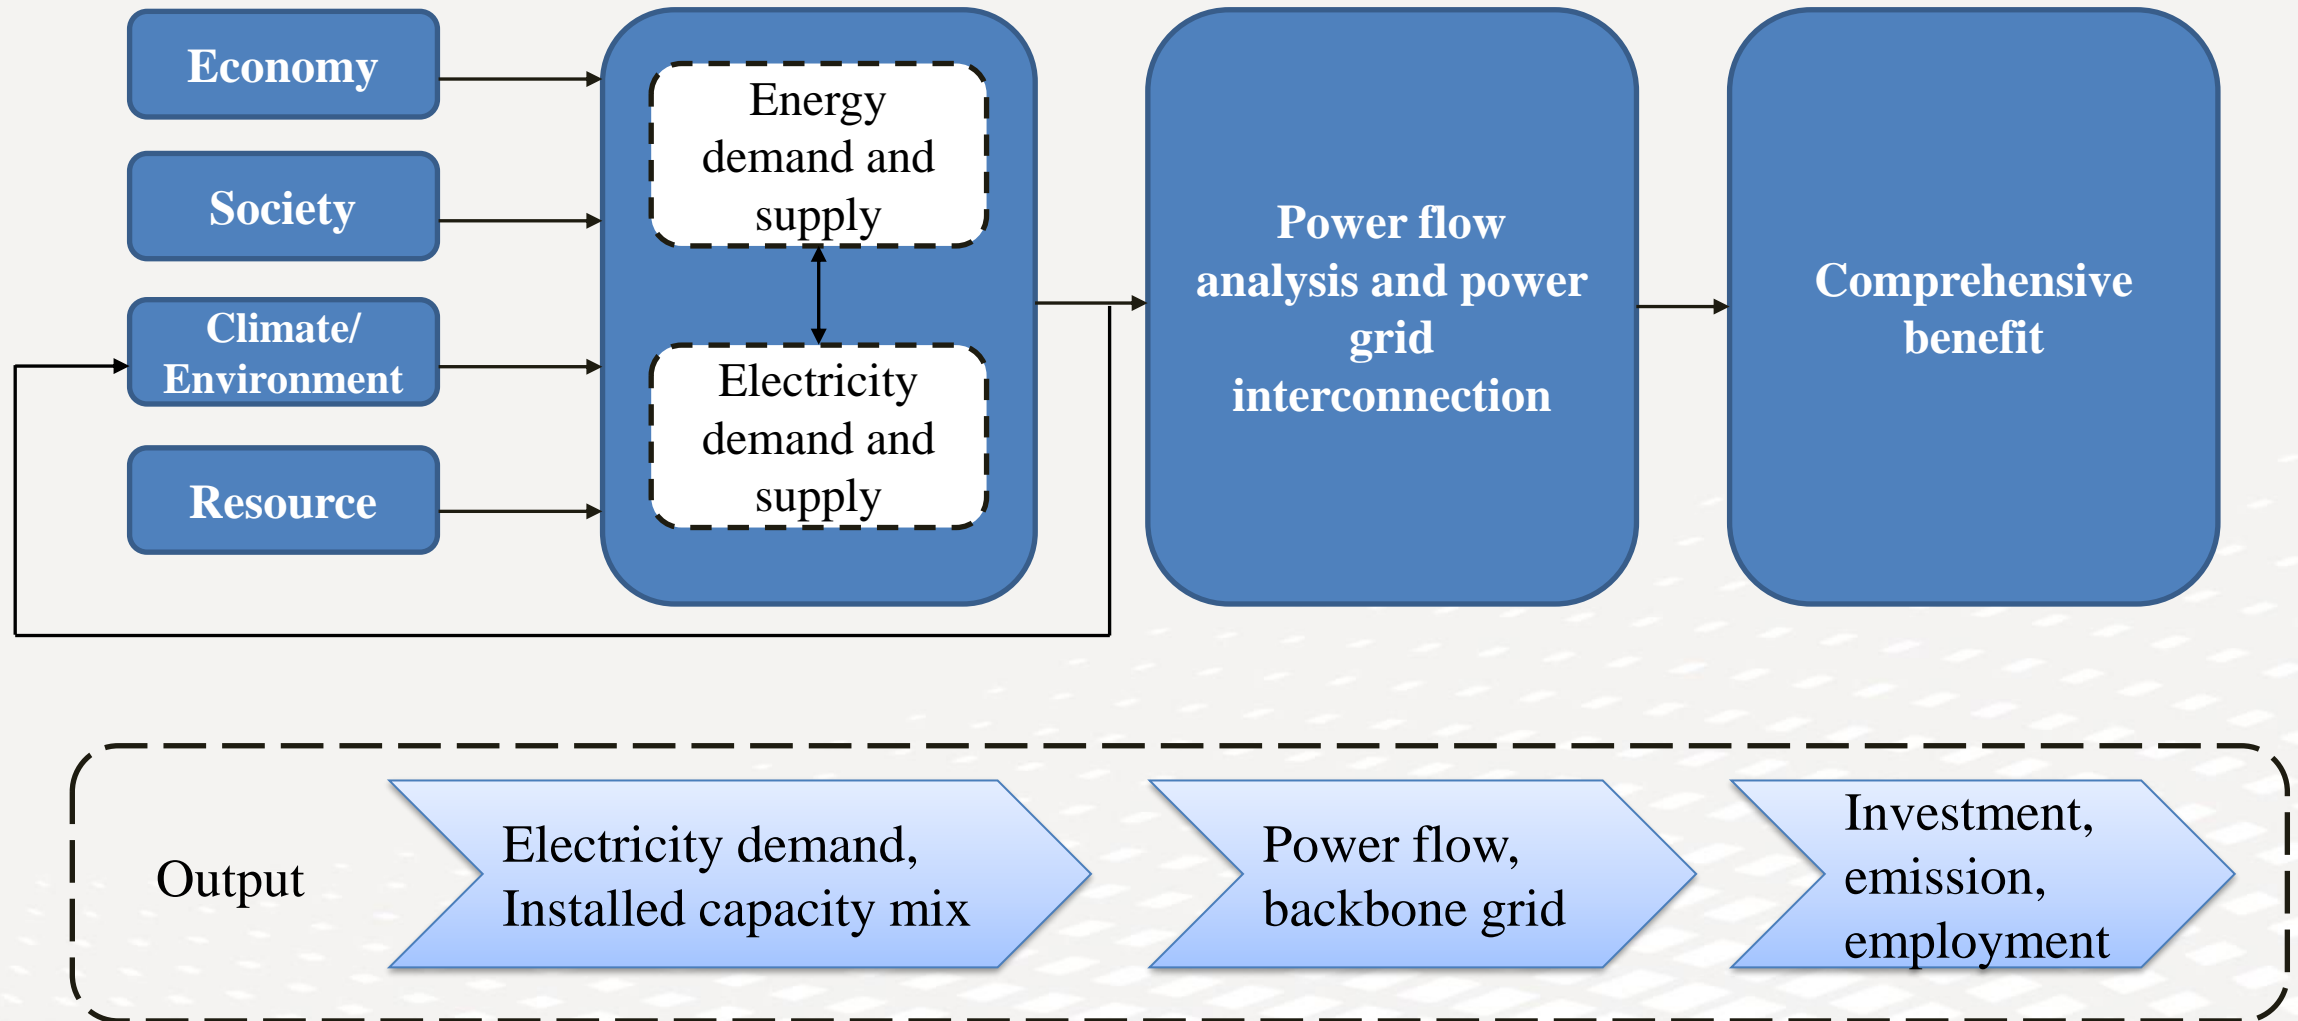 Economy
Society
Climate/
Environment
Resource
Energy
demand and
supply
Electricity
demand and
supply
Power flow
analysis and power
grid
interconnection
Comprehensive
benefit
Output
Electricity demand,
Installed capacity mix
Power flow,
backbone grid
Investment,
emission,
employment